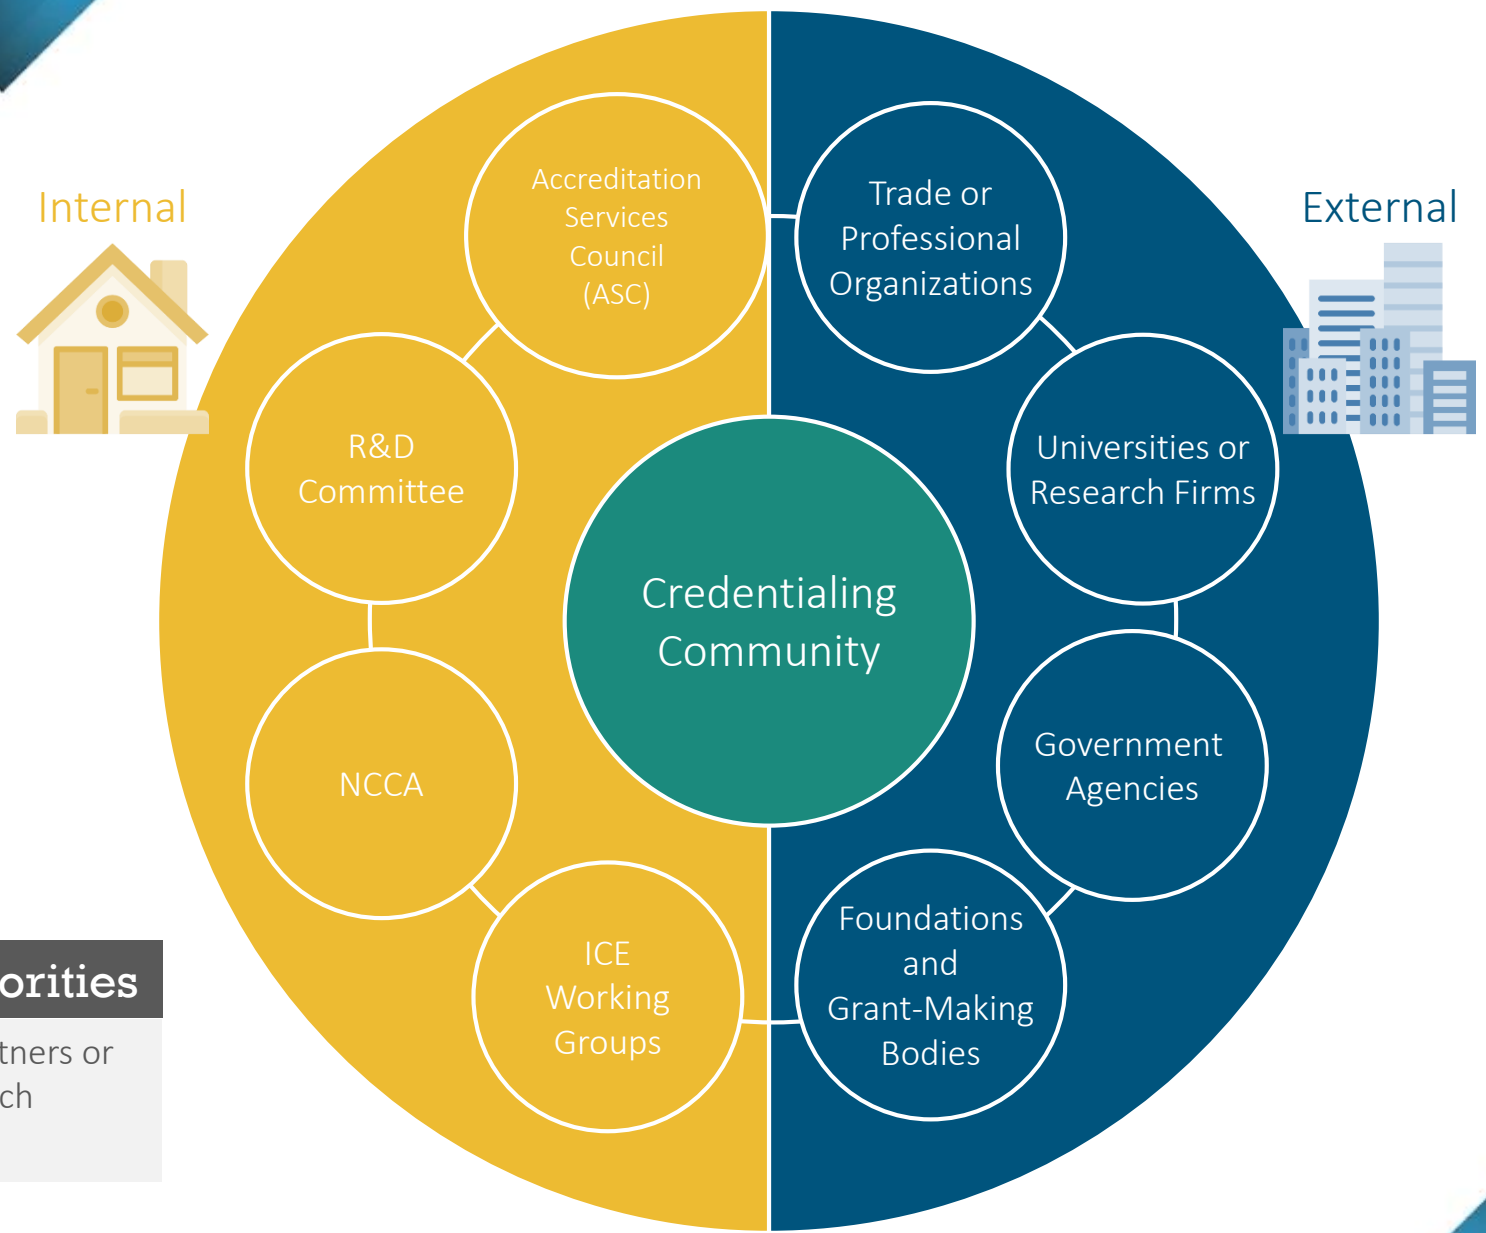 Internal
External
Accreditation
Services
Council
(ASC)
Trade or
Professional
Organizations
R&D
Committee
Universities or
Research Firms
Credentialing
Community
NCCA
Government
Agencies
ICE
Working
Groups
Foundations
and
Grant-Making
Bodies
orities
tners or
ch